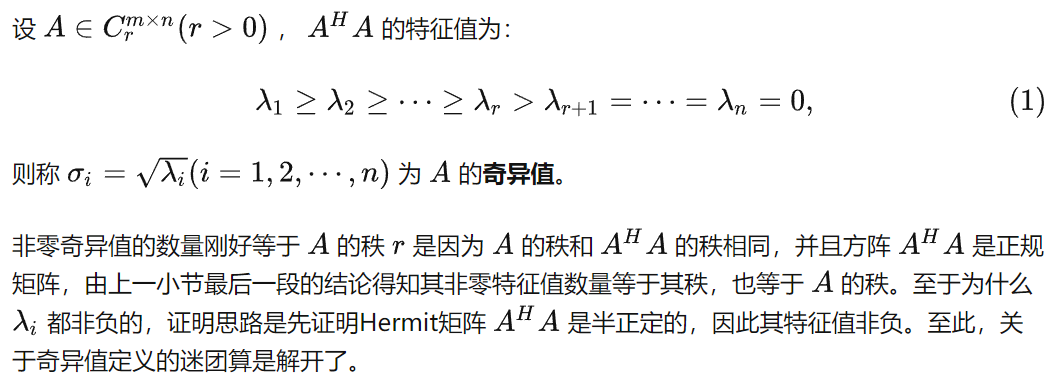 设 $A \in C_r^{m \times n}(r > 0)$ ， $A^H A$ 的特征值为：
$\lambda_1 \geq \lambda_2 \geq \cdots \geq \lambda_r > \lambda_{r+1} = \cdots = \lambda_n = 0,$ (1)
则称 $\sigma_i = \sqrt{\lambda_i}(i = 1, 2, \cdots, n)$ 为 $A$ 的奇异值。
非零奇异值的数量刚好等于 $A$ 的秩 $r$ 是因为 $A$ 的秩和 $A^H A$ 的秩相同，并且方阵 $A^H A$ 是正规
矩阵，由上一小节最后一段的结论得知其非零特征值数量等于其秩，也等于 $A$ 的秩。至于为什么
$\lambda_i$ 都非负的，证明思路是先证明Hermit矩阵 $A^H A$ 是半正定的，因此其特征值非负。至此，关
于奇异值定义的迷团算是解开了。